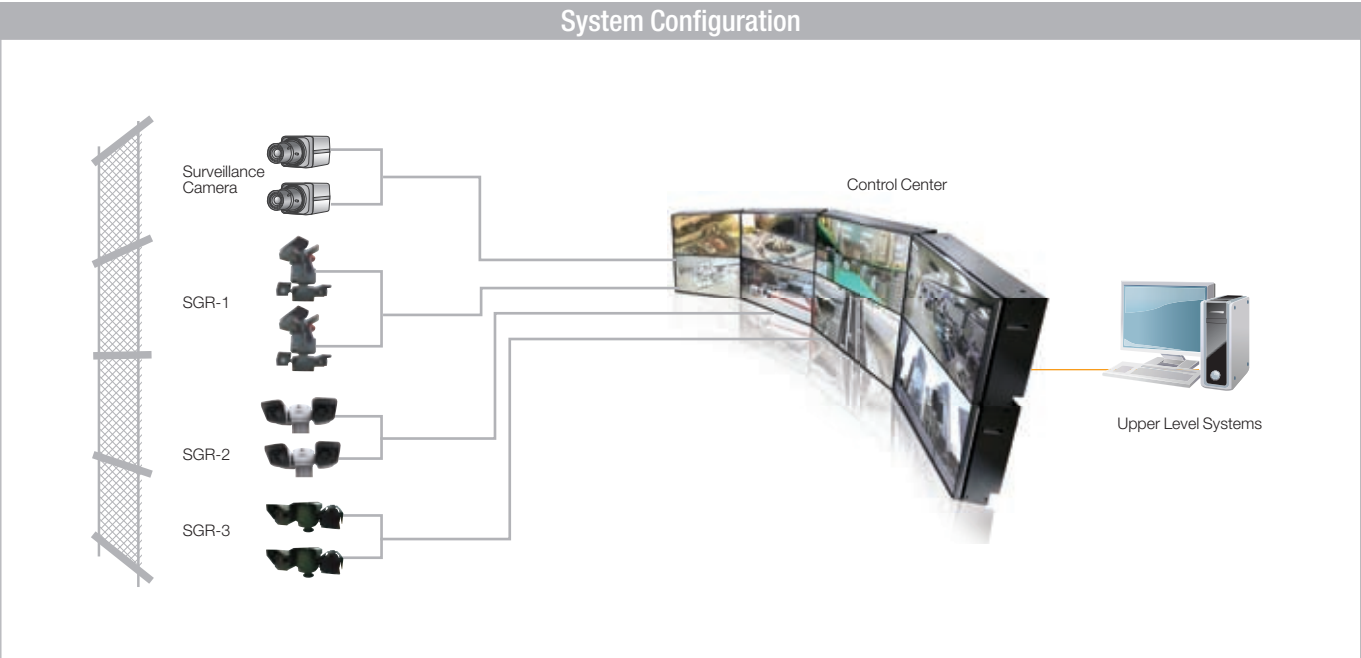 System Configuration
Surveillance
Camera
Control Center
SGR-1
Upper Level Systems
SGR-2
SGR-3